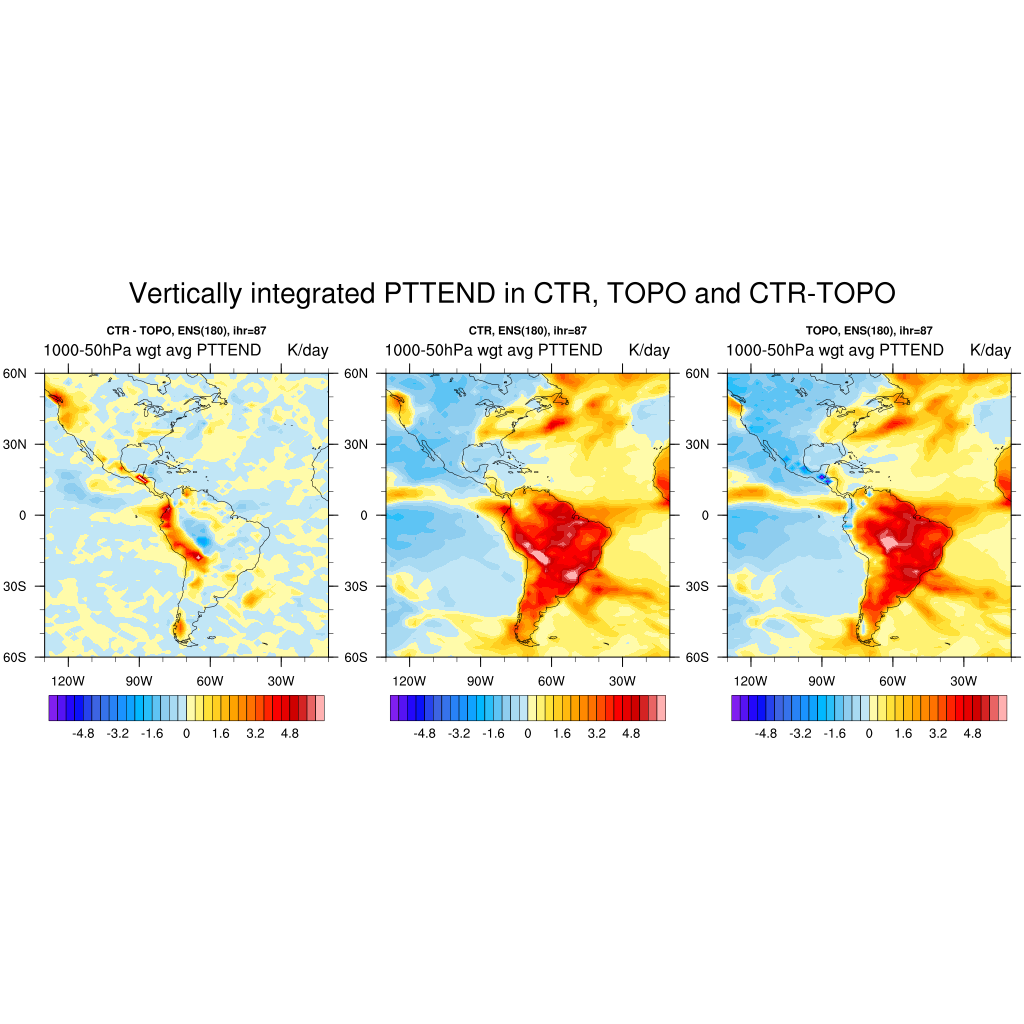 Vertically integrated PTTEND in CTR, TOPO and CTR-TOPO
CTR - TOPO, ENS(180), ihr=87
1000-50hPa wgt avg PTTEND K/day
60N
30N
0
30S
60S
120W 90W 60W 30W
-4.8 -3.2 -1.6 0 1.6 3.2 4.8
CTR, ENS(180), ihr=87
1000-50hPa wgt avg PTTEND K/day
60N
30N
0
30S
60S
120W 90W 60W 30W
-4.8 -3.2 -1.6 0 1.6 3.2 4.8
TOPO, ENS(180), ihr=87
1000-50hPa wgt avg PTTEND K/day
60N
30N
0
30S
60S
120W 90W 60W 30W
-4.8 -3.2 -1.6 0 1.6 3.2 4.8